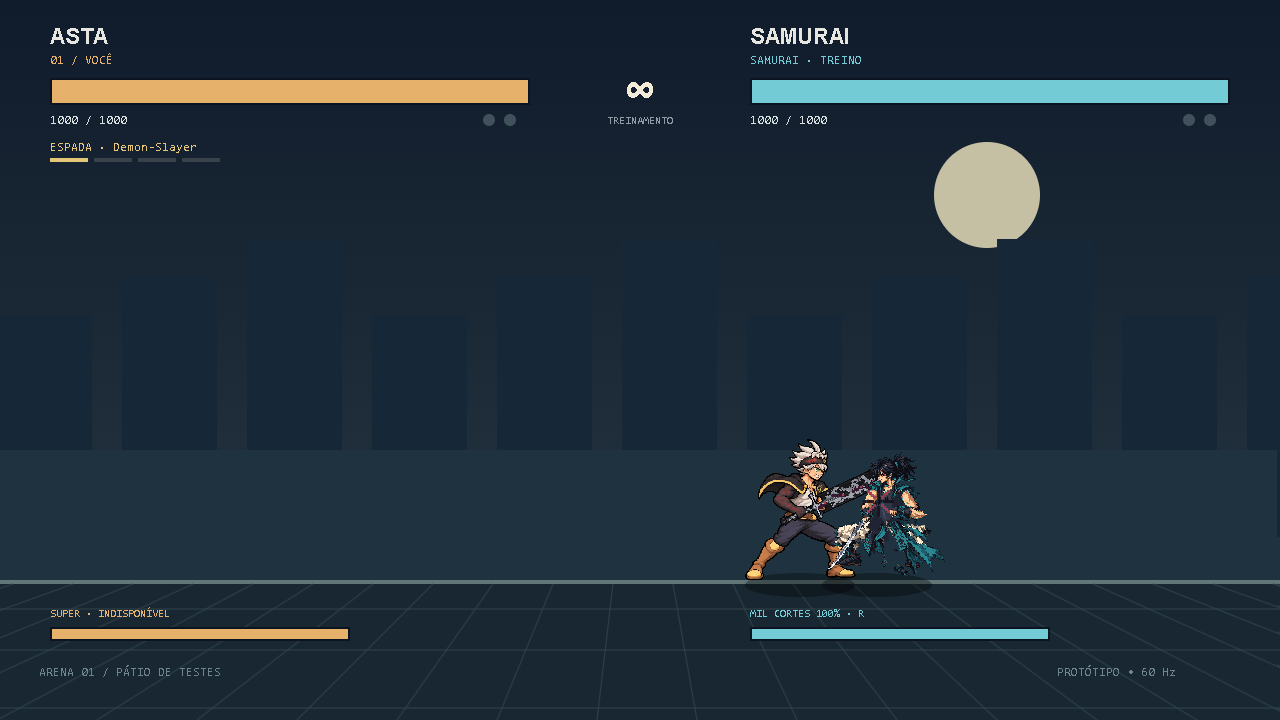 ASTA
01 / VOCÊ
1000 / 1000
ESPADA · Demon-Slayer
∞
TREINAMENTO
SAMURAI
SAMURAI · TREINO
1000 / 1000
SUPER · INDISPONÍVEL
MIL CORTES 100% · R
ARENA 01 / PÁTIO DE TESTES
PROTÓTIPO • 60 Hz